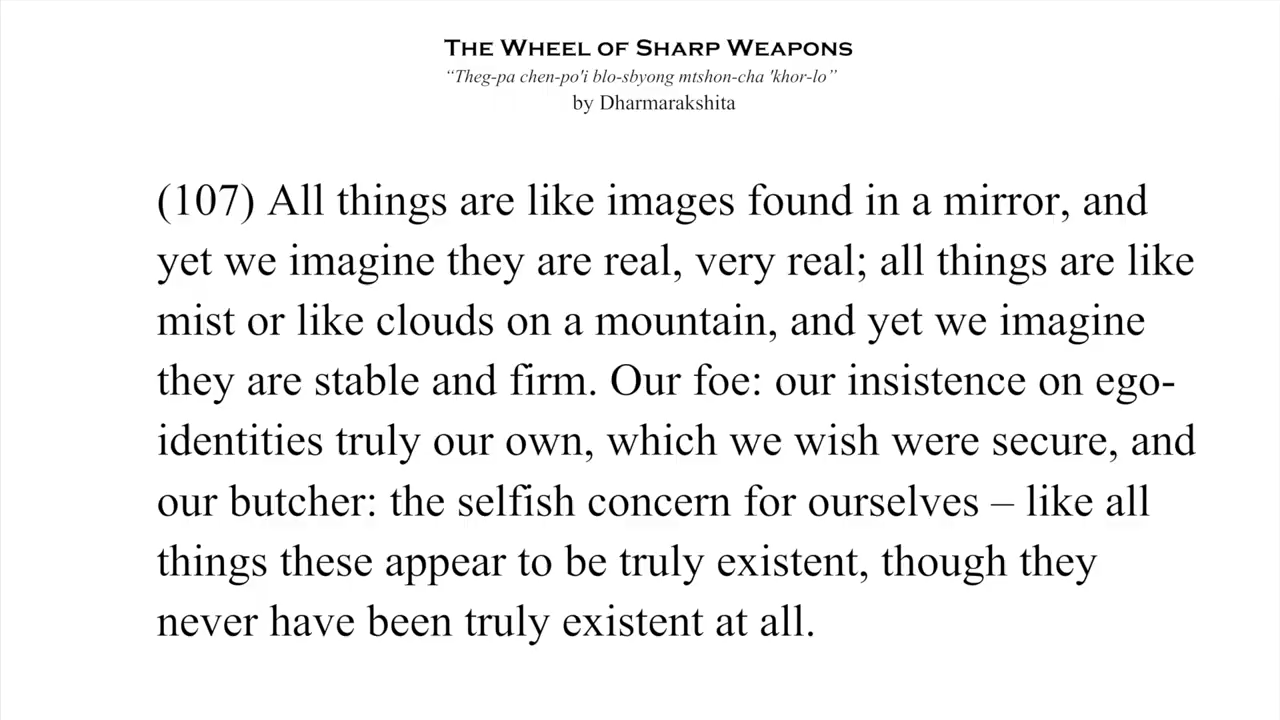 THE WHEEL OF SHARP WEAPONS
“Theg-pa chen-po'i blo-sbyong mtshon-cha 'khor-lo”
by Dharmarakshita
(107) All things are like images found in a mirror, and
yet we imagine they are real, very real; all things are like
mist or like clouds on a mountain, and yet we imagine
they are stable and firm. Our foe: our insistence on ego-
identities truly our own, which we wish were secure, and
our butcher: the selfish concern for ourselves – like all
things these appear to be truly existent, though they
never have been truly existent at all.